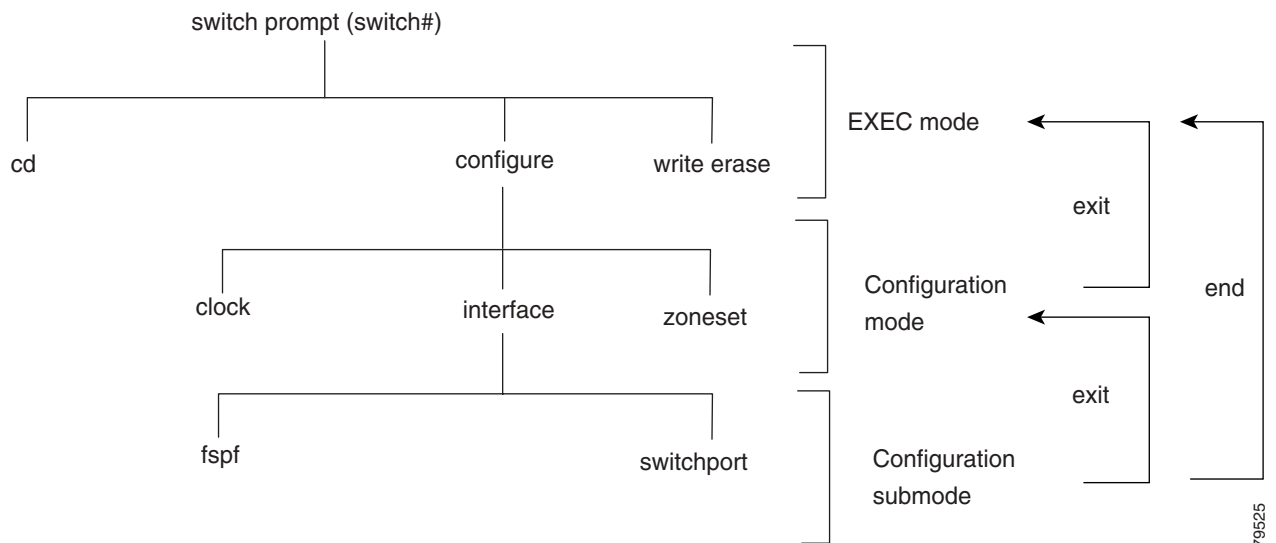 switch prompt (switch#)
EXEC mode
cd
configure
write erase
exit
clock
interface
zoneset
Configuration
mode
end
exit
fspf
switchport
Configuration
submode
79525